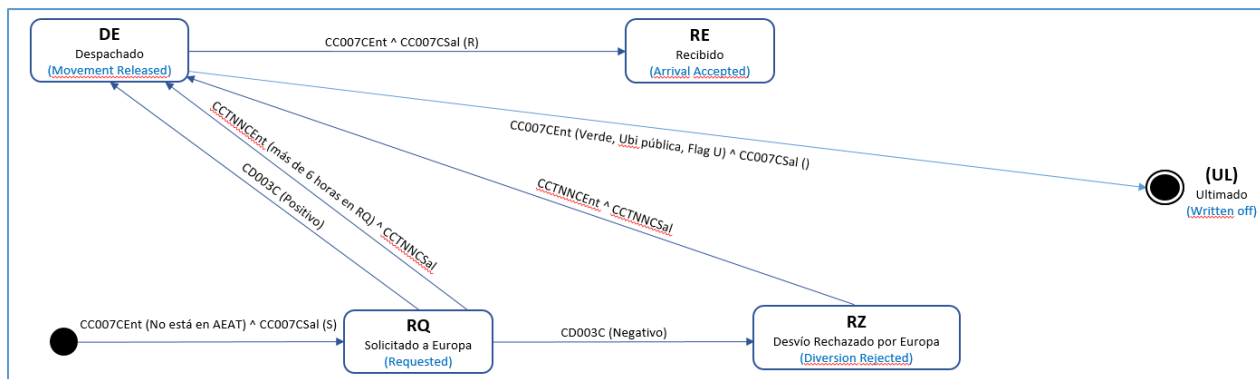 DE
Despachado
(Movement Released)
CC007CEnt ^ CC007CSal (R)
RE
Recibido
(Arrival Accepted)
CC007CEnt (Verde, Ubi pública, Flag U) ^ CC007CSal ()
(UL)
Ultimado
(Written off)
CCTNNCEnt (más de 6 horas en RQ) ^ CCTNNCSal
CD003C (Positivo)
CCTNNCEnt ^ CCTNNCSal
CC007CEnt (No está en AEAT) ^ CC007CSal (S)
RQ
Solicitado a Europa
(Requested)
CD003C (Negativo)
RZ
Desvío Rechazado por Europa
(Diversion Rejected)